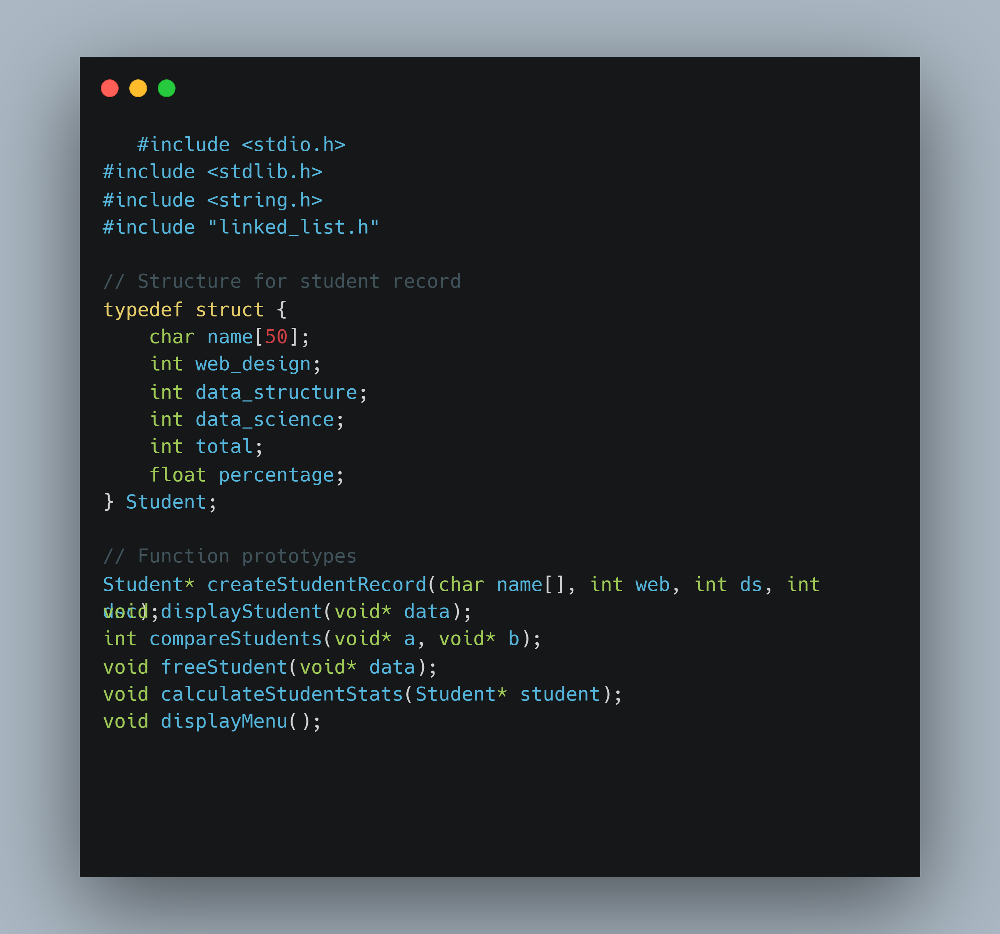 #include <stdio.h>
#include <stdlib.h>
#include <string.h>
#include "linked_list.h"

// Structure for student record
typedef struct {
    char name[50];
    int web_design;
    int data_structure;
    int data_science;
    int total;
    float percentage;
} Student;

// Function prototypes
Student* createStudentRecord(char name[], int web, int ds, int
dsc);
void displayStudent(void* data);
int compareStudents(void* a, void* b);
void freeStudent(void* data);
void calculateStudentStats(Student* student);
void displayMenu();